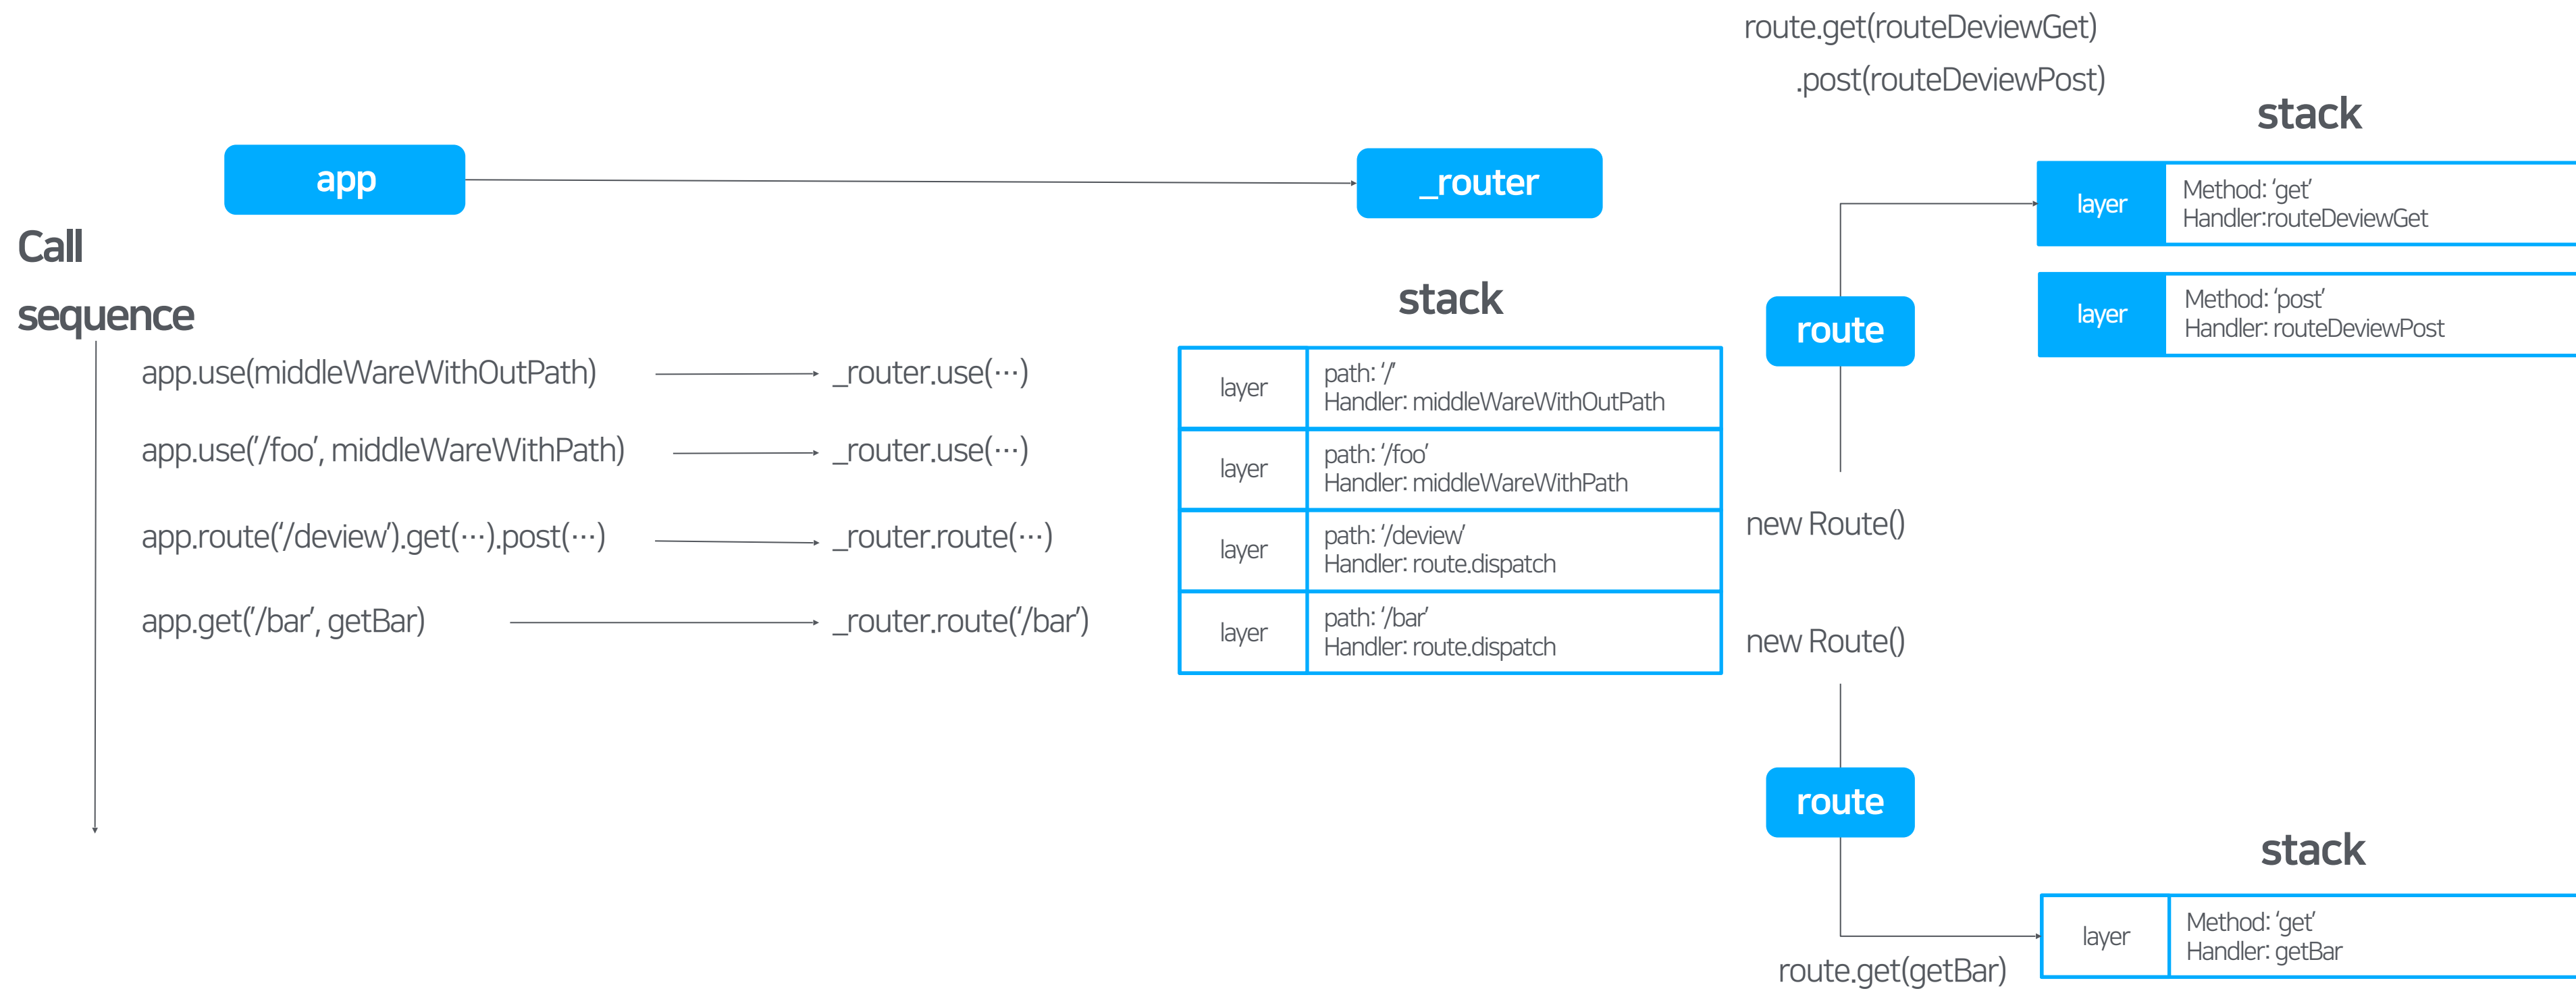 route.get(routeDeviewGet)
.post(routeDeviewPost)
stack
app
_router
layer
Method: ‘get’
Handler:routeDeviewGet
layer
Method: ‘post’
Handler: routeDeviewPost
Call
sequence
stack
route
app.use(middleWareWithOutPath)
_router.use(⋯)
layer
path: ‘/’
Handler: middleWareWithOutPath
app.use(’/foo’, middleWareWithPath)
_router.use(⋯)
layer
path: ‘/foo’
Handler: middleWareWithPath
app.route(‘/deview’).get(⋯).post(⋯)
_router.route(⋯)
layer
path: ‘/deview’
Handler: route.dispatch
new Route()
app.get(’/bar’, getBar)
_router.route(‘/bar’)
layer
path: ‘/bar’
Handler: route.dispatch
new Route()
route
stack
layer
Method: ‘get’
Handler: getBar
route.get(getBar)